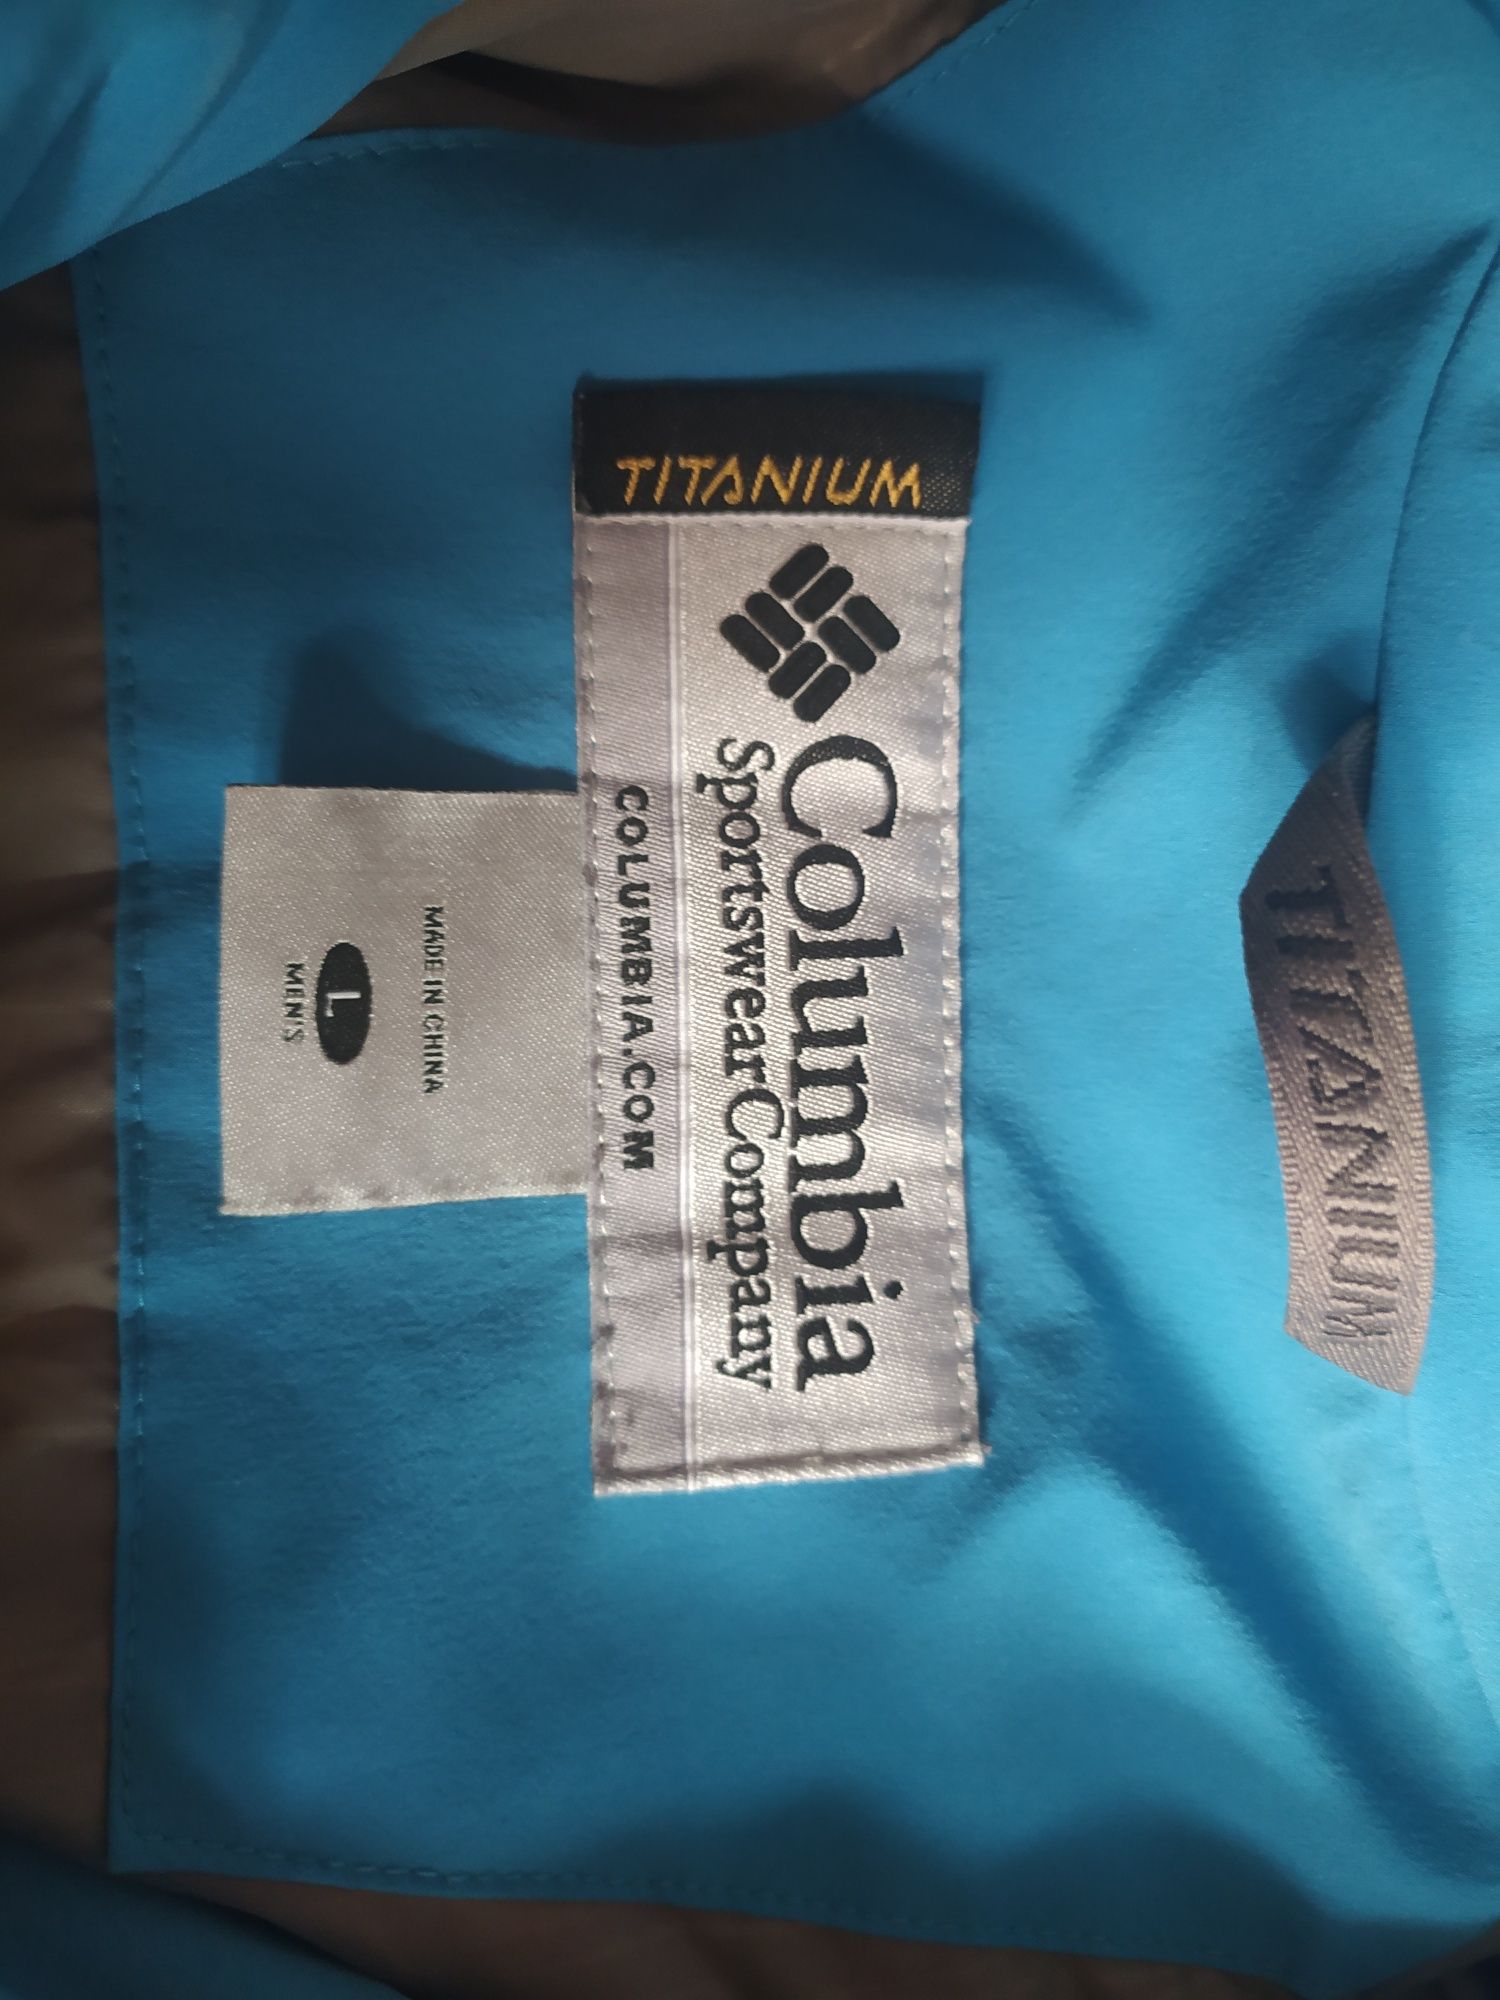 TITANIUM
TITANIUM
Columbia
Sportswear Company
COLUMBIA.COM
MADE IN CHINA
L
MEN'S